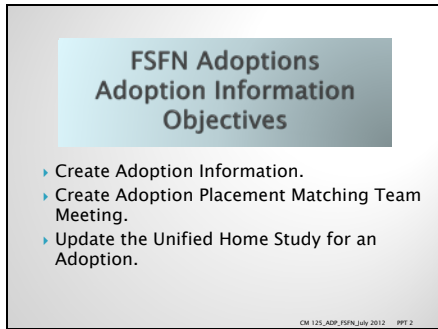 FSFN Adoptions
Adoption Information
Objectives
Create Adoption Information.
Create Adoption Placement Matching Team
Meeting.
Update the Unified Home Study for an
Adoption.
CM 125_ADP_FSFN_July 2012 PPT 2